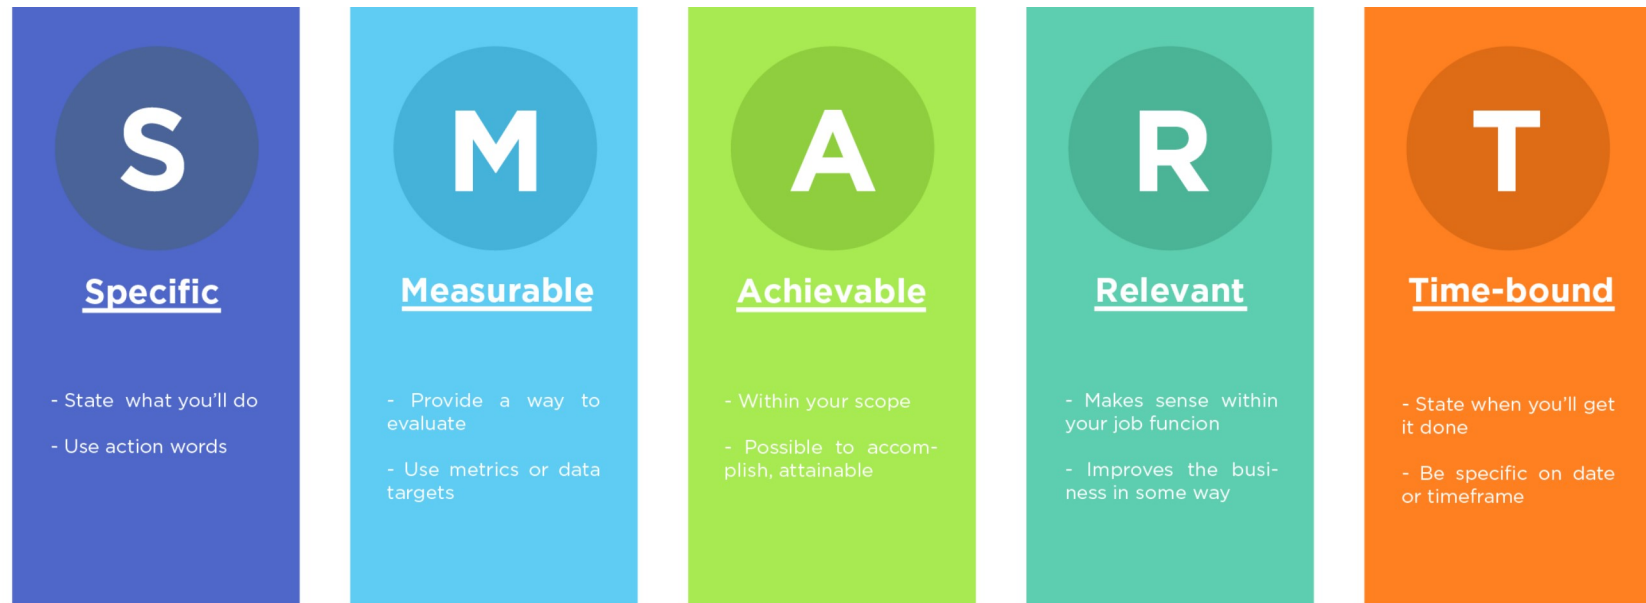 S
Specific
- State what you'll do
- Use action words
M
Measurable
- Provide a way to
evaluate
- Use metrics or data
targets
A
Achievable
- Within your scope
- Possible to accom-
plish, attainable
R
Relevant
- Makes sense within
your job funcion
- Improves the busi-
ness in some way
T
Time-bound
- State when you'll get
it done
- Be specific on date
or timeframe